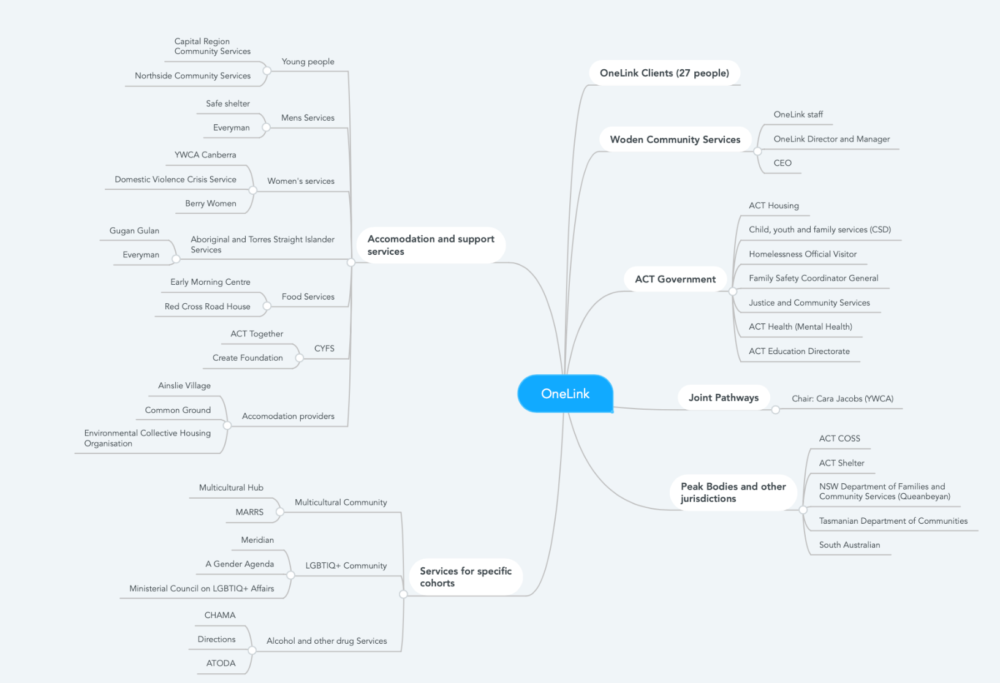 Capital Region
Community Services
Young people
Northside Community Services
Safe shelter
Mens Services
Everyman
YWCA Canberra
Domestic Violence Crisis Service
Women's services
Berry Women
Gugan Gulan
Aboriginal and Torres Straight Islander
Services
Everyman
Accomodation and support
services
Early Morning Centre
Food Services
Red Cross Road House
ACT Together
CYFS
Create Foundation
Ainslie Village
Common Ground
Accomodation providers
Environmental Collective Housing
Organisation
Multicultural Hub
Multicultural Community
MARRS
Meridian
A Gender Agenda
LGBTIQ+ Community
Ministerial Council on LGBTIQ+ Affairs
Services for specific
cohorts
CHAMA
Directions
Alcohol and other drug Services
ATODA
OneLink
OneLink Clients (27 people)
Woden Community Services
OneLink staff
OneLink Director and Manager
CEO
ACT Government
ACT Housing
Child, youth and family services (CSD)
Homelessness Official Visitor
Family Safety Coordinator General
Justice and Community Services
ACT Health (Mental Health)
ACT Education Directorate
Joint Pathways
Chair: Cara Jacobs (YWCA)
Peak Bodies and other
jurisdictions
ACT COSS
ACT Shelter
NSW Department of Families and
Community Services (Queanbeyan)
Tasmanian Department of Communities
South Australian